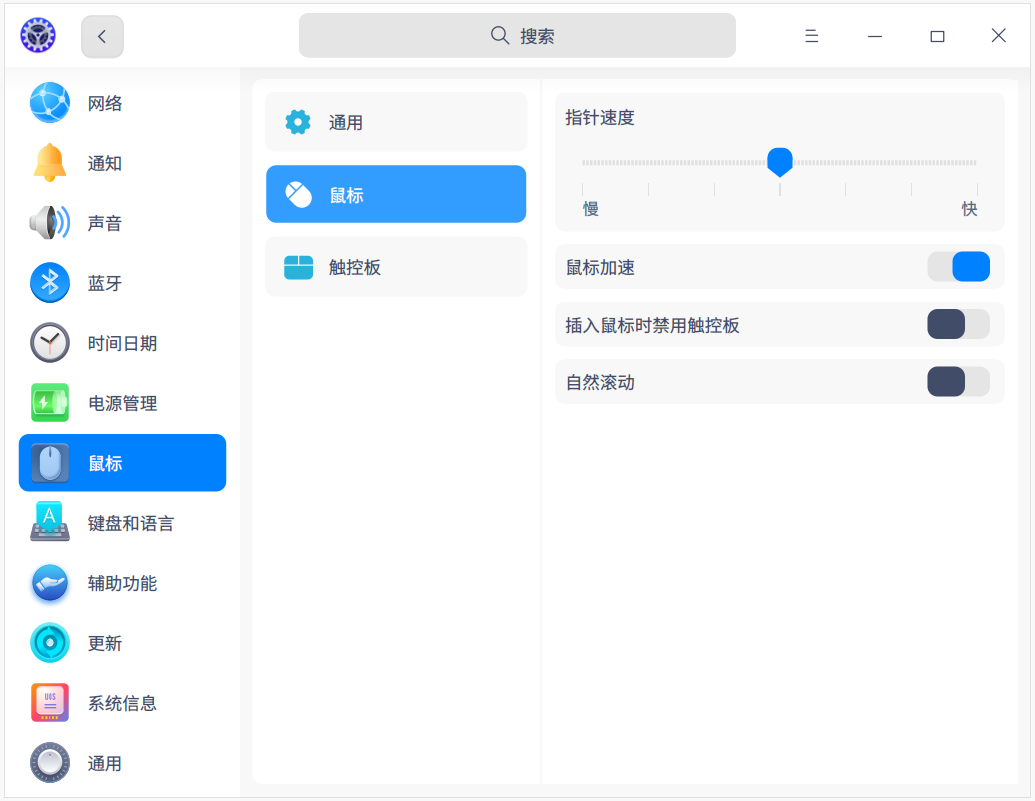 搜索
网络
通知
声音
蓝牙
时间日期
电源管理
鼠标
键盘和语言
辅助功能
更新
系统信息
通用
通用
鼠标
触控板
指针速度
慢 快
鼠标加速
插入鼠标时禁用触控板
自然滚动
A
UOS